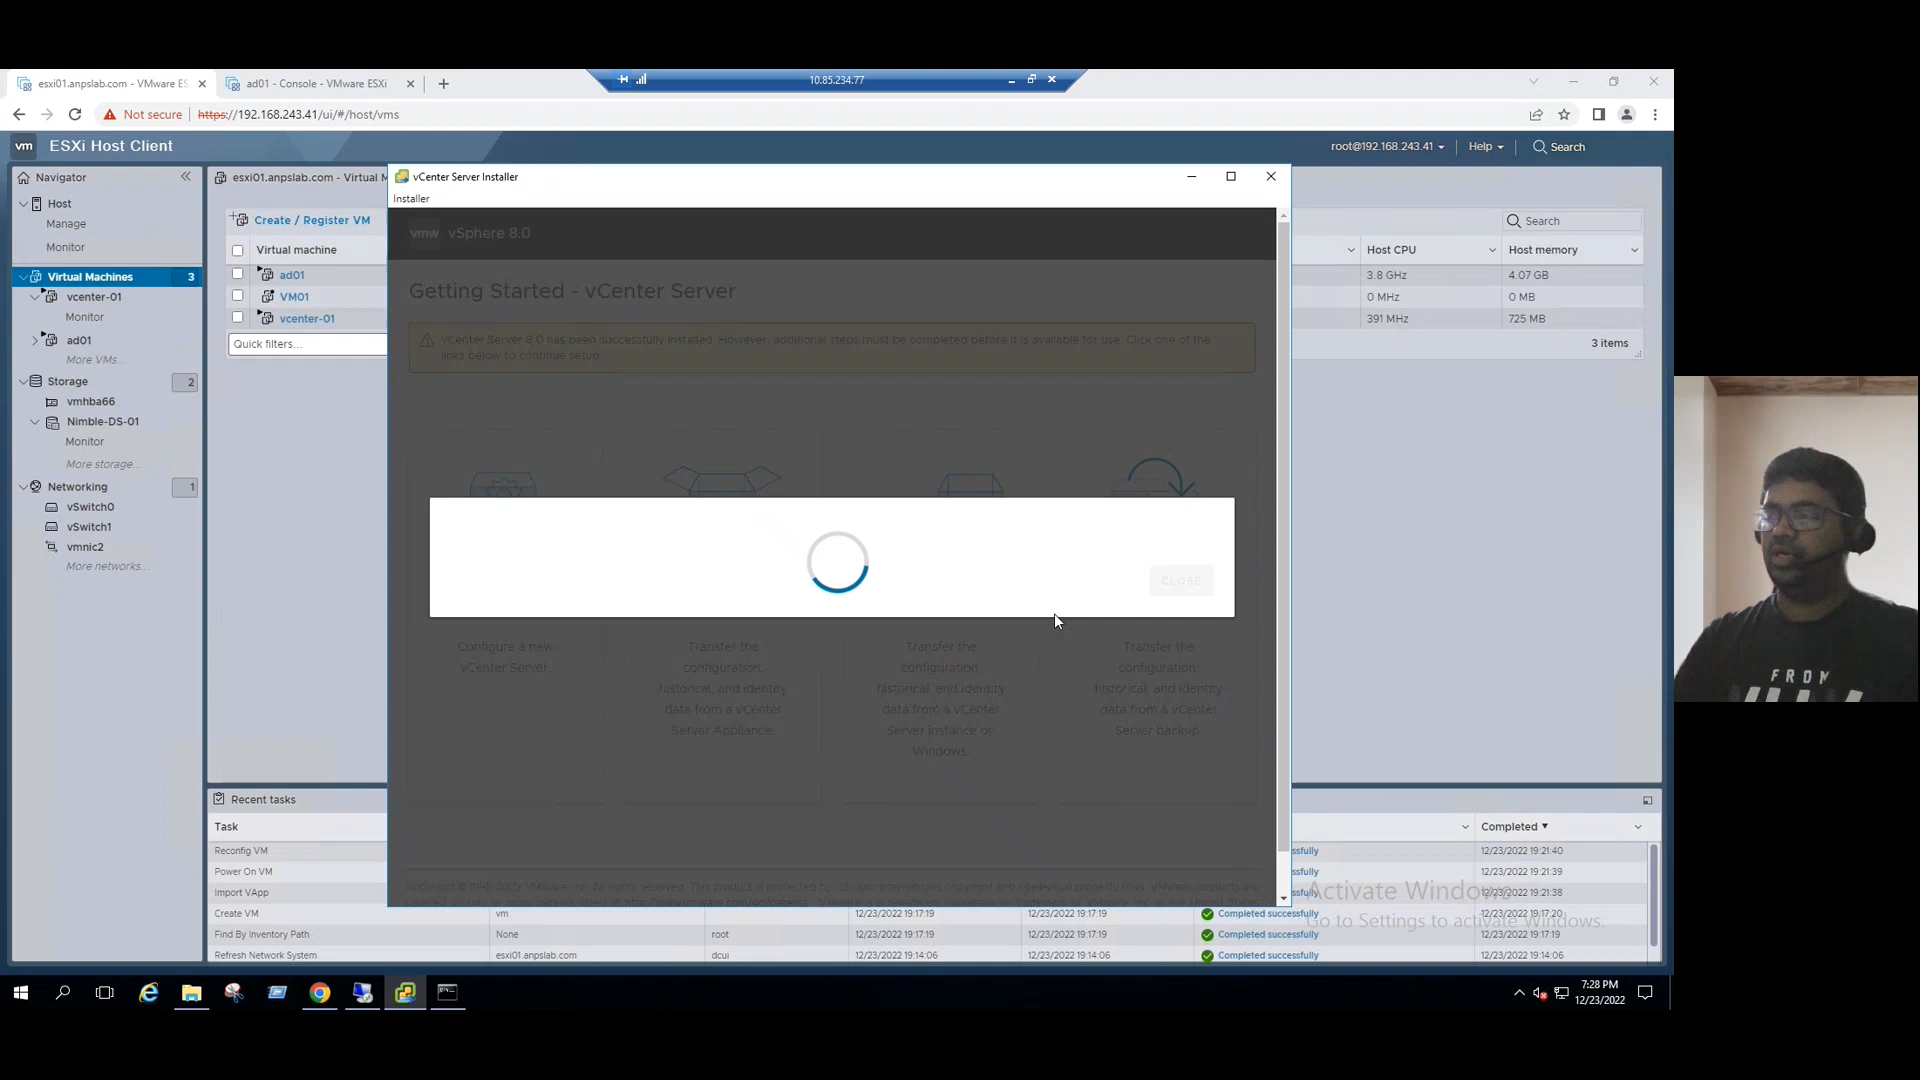 esxi01.anpslab.com - VMware ES
ad01 - Console - VMware ESXi
10.85.234.77
Not secure
https://192.168.243.41/ui/#/host/vms
vm
ESXi Host Client
root@192.168.243.41
Help
Search
Navigator
Host
Manage
Monitor
Virtual Machines
3
vcenter-01
Monitor
ad01
More VMs...
Storage
2
vmhba66
Nimble-DS-01
Monitor
More storage...
Networking
1
vSwitch0
vSwitch1
vmnic2
More networks...
esxi01.anpslab.com - Virtual M
Create / Register VM
Search
Virtual machine
Host CPU
Host memory
ad01
3.8 GHz
4.07 GB
VM01
0 MHz
0 MB
vcenter-01
391 MHz
725 MB
Quick filters...
3 items
vCenter Server Installer
Installer
vmw
vSphere 8.0
Getting Started - vCenter Server
vCenter Server 8.0 has been successfully installed. However, additional steps must be completed before it is available for use. Click one of the
links below to continue setup.
CLOSE
Configure a new
vCenter Server
Transfer the
configuration,
historical, and identity
data from a vCenter
Server Appliance.
Transfer the
configuration,
historical, and identity
data from a vCenter
Server instance on
Windows.
Transfer the
configuration,
historical, and identity
data from a vCenter
Server backup
Recent tasks
Task
Completed
Reconfig VM
ssfully
12/23/2022 19:21:40
Power On VM
ssfully
12/23/2022 19:21:39
Import VApp
ssfully
12/23/2022 19:21:38
Create VM
vm
12/23/2022 19:17:19
12/23/2022 19:17:19
Completed successfully
12/23/2022 19:17:20
Find By Inventory Path
None
root
12/23/2022 19:17:19
12/23/2022 19:17:19
Completed successfully
12/23/2022 19:17:19
Refresh Network System
esxi01.anpslab.com
dcui
12/23/2022 19:14:06
12/23/2022 19:14:06
Completed successfully
12/23/2022 19:14:06
Activate Windows
Go to Settings to activate Windows.
7:28 PM
12/23/2022
FROM